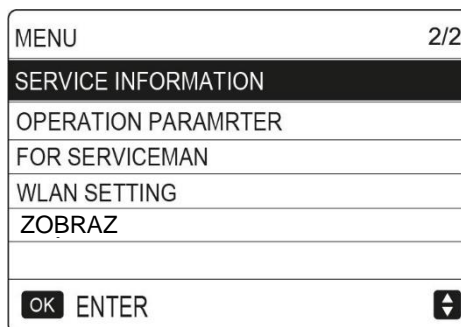 MENU 2/2
SERVICE INFORMATION
OPERATION PARAMRTER
FOR SERVICEMAN
WLAN SETTING
ZOBRAZ
OK ENTER